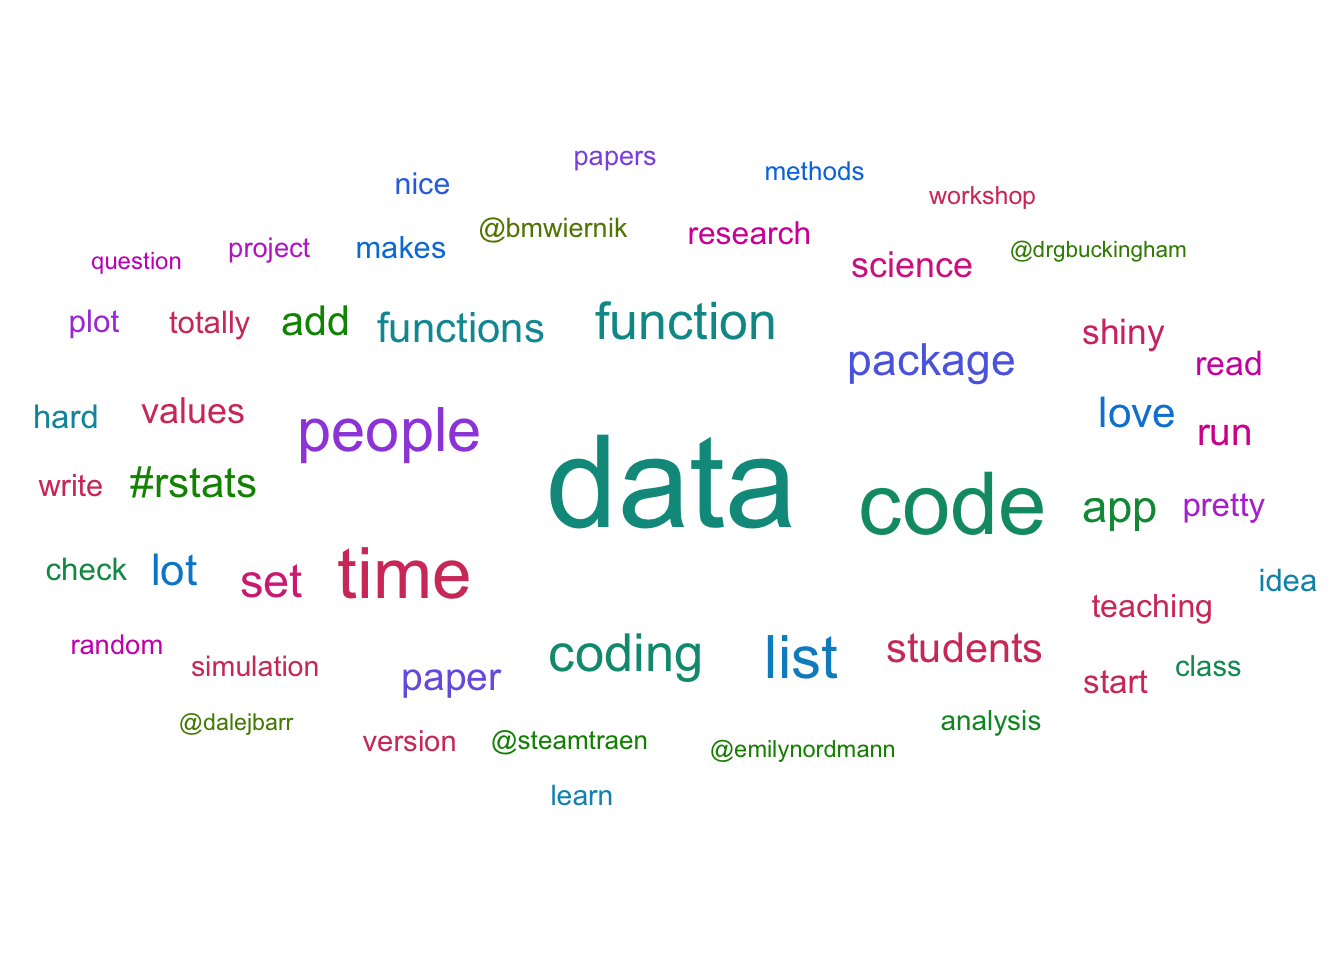 papers
methods
nice
workshop
@bmwiernik
research
makes
project
@drgbuckingham
question
science
plot
totally
add
functions
function
shiny
package
read
hard
values
people
love
run
write
#rstats
data
code
app
pretty
check
lot
set
time
idea
teaching
random
simulation
coding
list
students
paper
start
class
@dalejbarr
version
@steamtraen
@emilynordmann
analysis
learn